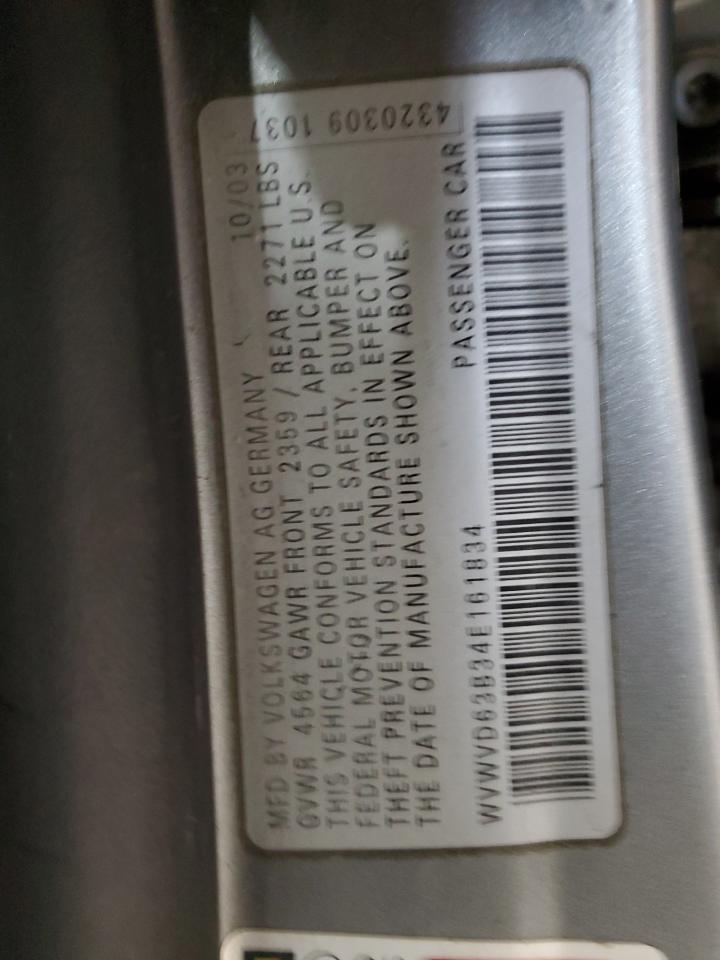 MFD BY VOLKSWAGEN AG GERMANY 10/03
GVWR 4564 GAWR FRONT 2359 / REAR 2271 LBS
THIS VEHICLE CONFORMS TO ALL APPLICABLE U.S.
FEDERAL MOTOR VEHICLE SAFETY, BUMPER AND
THEFT PREVENTION STANDARDS IN EFFECT ON
THE DATE OF MANUFACTURE SHOWN ABOVE.
WVWVD63B34E161834 PASSENGER CAR
4320309 1037